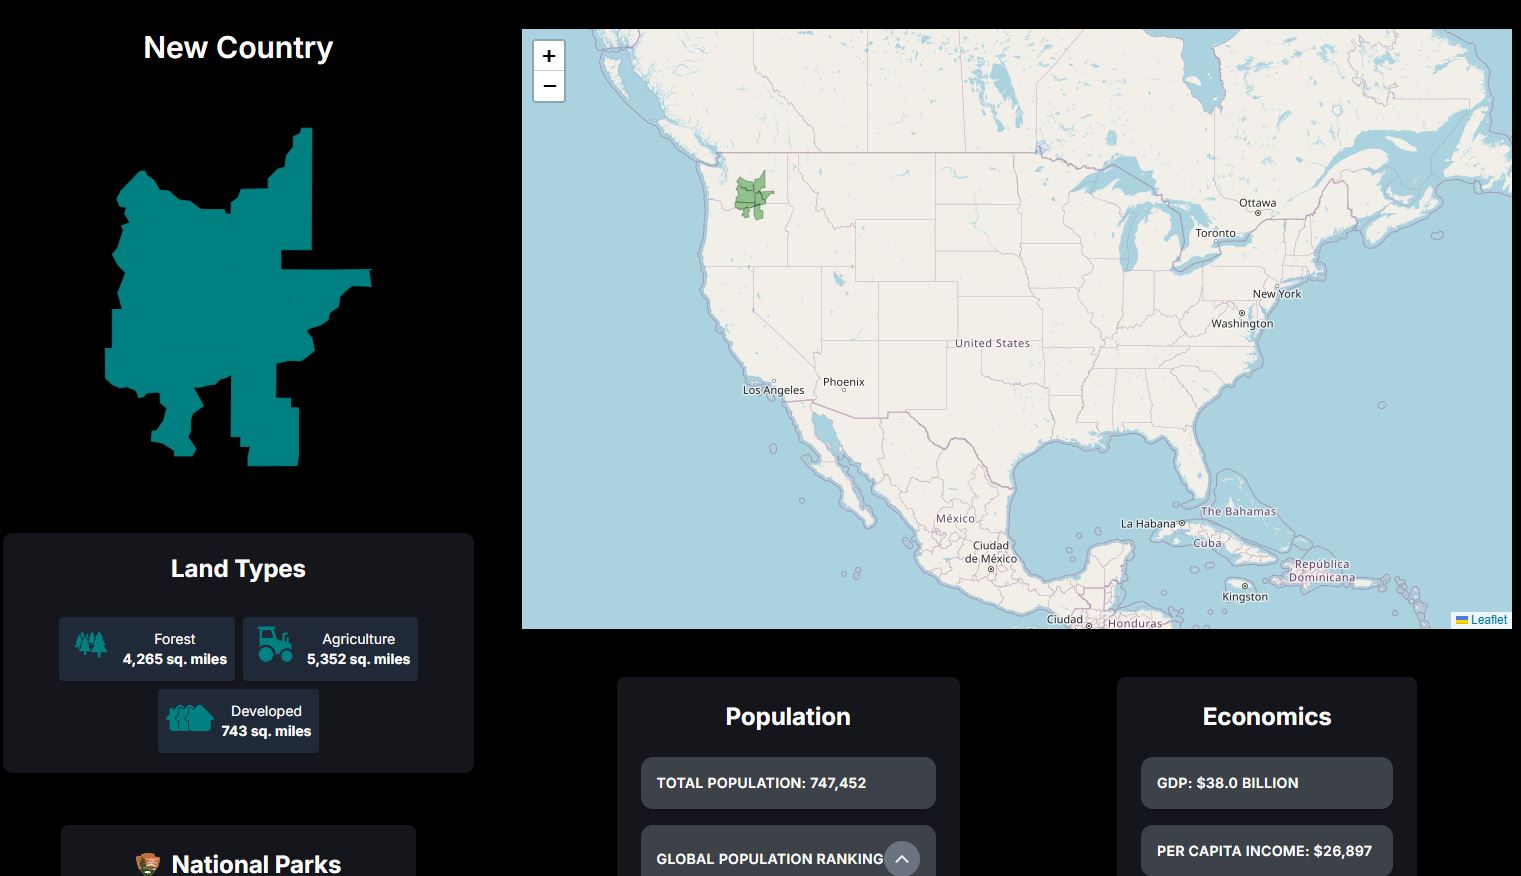 New Country
+
−
Ottawa
Toronto
New York
Washington
United States
Los Angeles
Phoenix
México
Ciudad
de México
La Habana
The Bahamas
Cuba
República
Dominicana
Kingston
Ciudad
Honduras
Leaflet
Land Types
Forest
4,265 sq. miles
Agriculture
5,352 sq. miles
Developed
743 sq. miles
National Parks
Population
TOTAL POPULATION: 747,452
GLOBAL POPULATION RANKING
Economics
GDP: $38.0 BILLION
PER CAPITA INCOME: $26,897